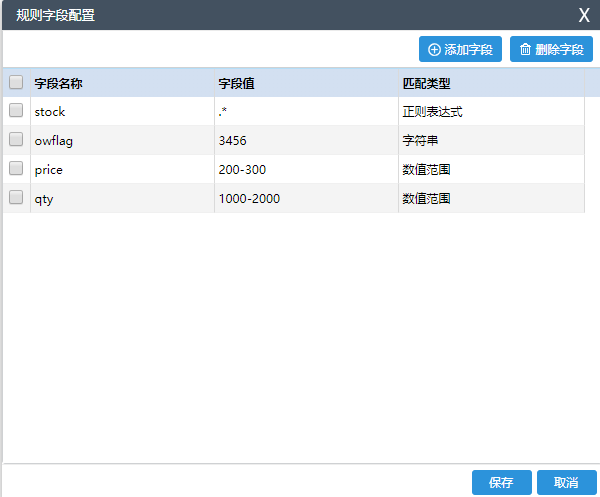 规则字段配置 X
添加字段 删除字段
字段名称 字段值 匹配类型
stock .* 正则表达式
owflag 3456 字符串
price 200-300 数值范围
qty 1000-2000 数值范围
保存 取消